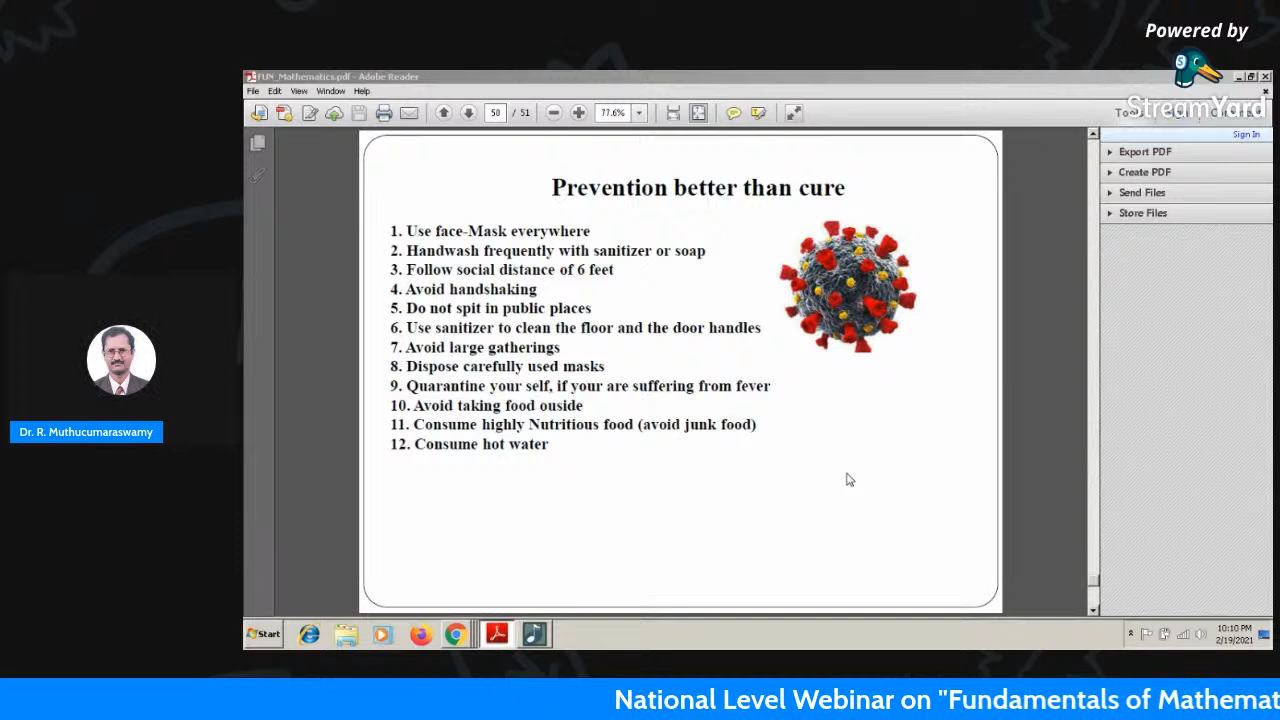 Powered by
StreamYard
FUN_Mathematics.pdf - Adobe Reader
File Edit View Window Help
50 / 51 77.6%
Sign In
Export PDF
Create PDF
Send Files
Store Files
Prevention better than cure
1. Use face-Mask everywhere
2. Handwash frequently with sanitizer or soap
3. Follow social distance of 6 feet
4. Avoid handshaking
5. Do not spit in public places
6. Use sanitizer to clean the floor and the door handles
7. Avoid large gatherings
8. Dispose carefully used masks
9. Quarantine your self, if your are suffering from fever
10. Avoid taking food ouside
11. Consume highly Nutritious food (avoid junk food)
12. Consume hot water
Dr. R. Muthucumaraswamy
Start
10:10 PM
2/19/2021
National Level Webinar on "Fundamentals of Mathemat